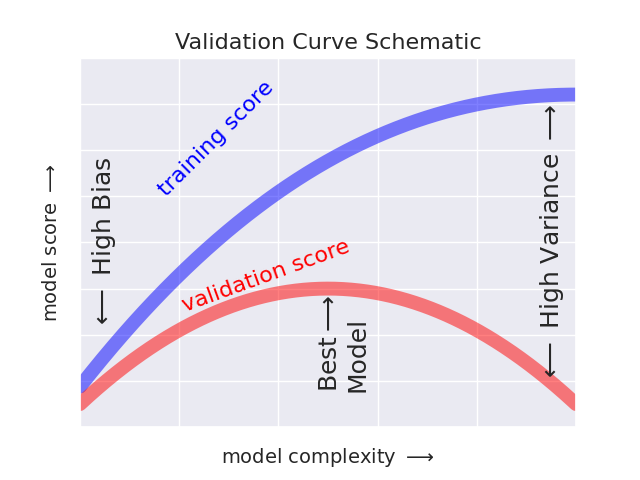 Validation Curve Schematic
training score
validation score
⟵ High Bias
Best ⟶
Model
⟵ High Variance ⟶
model score ⟶
model complexity ⟶